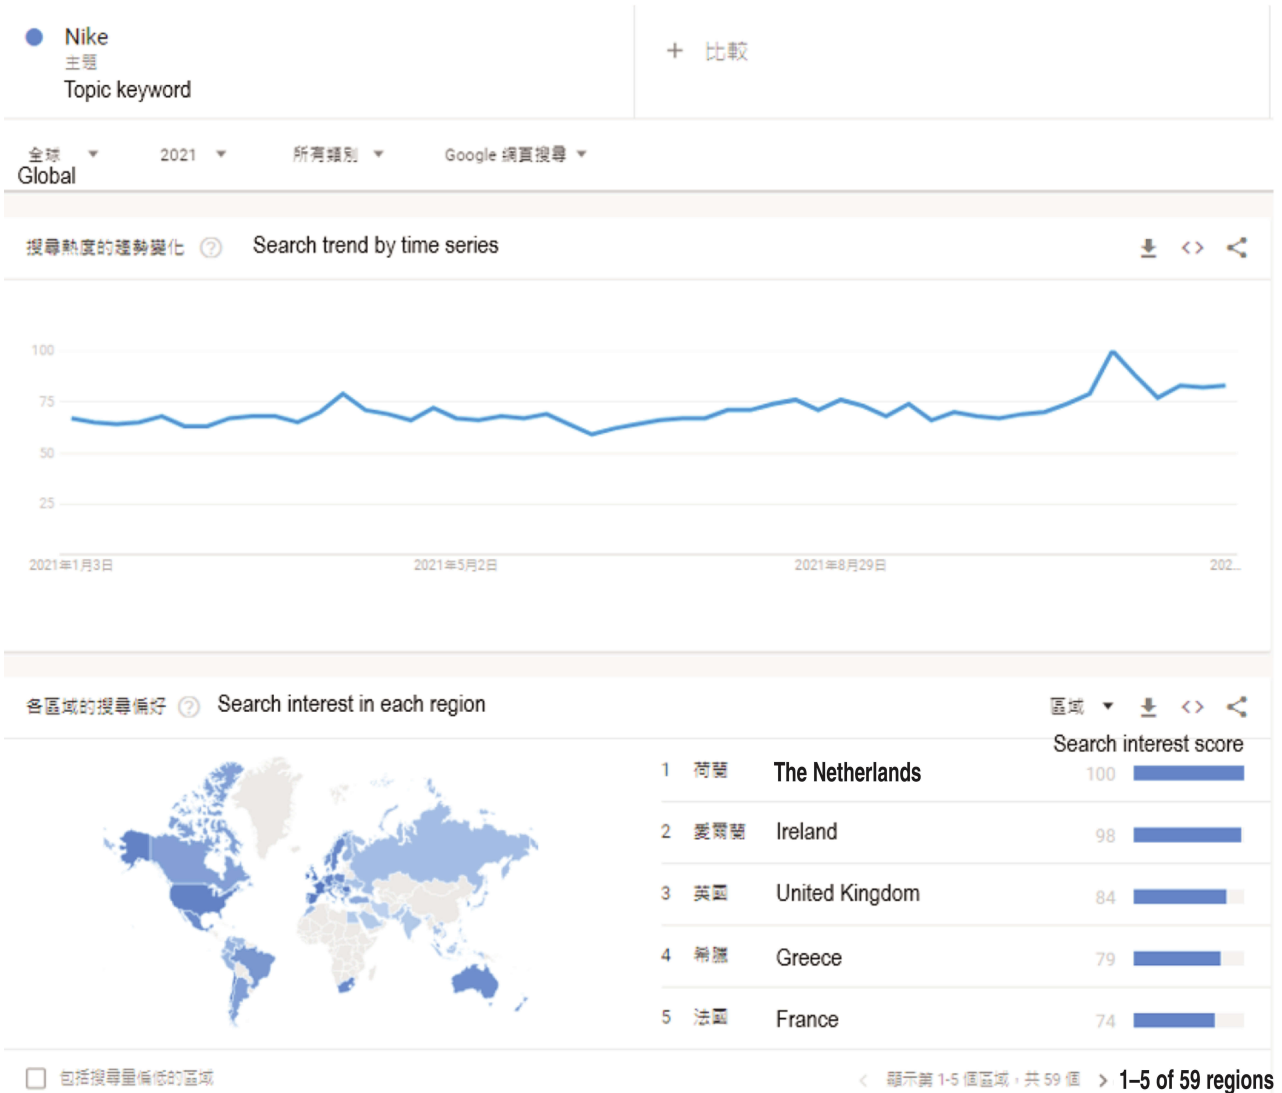 Nike
主題
Topic keyword
+ 比較
全球 2021 所有類別 Google 網頁搜尋
Global
搜尋熱度的趨勢變化 Search trend by time series
100
75
50
25
2021年1月3日 2021年5月2日 2021年8月29日 202...
各區域的搜尋偏好 Search interest in each region 區域
Search interest score
1 荷蘭 The Netherlands 100
2 愛爾蘭 Ireland 98
3 英國 United Kingdom 84
4 希臘 Greece 79
5 法國 France 74
包括搜尋量偏低的區域 顯示第 1-5 個區域，共 59 個 1–5 of 59 regions